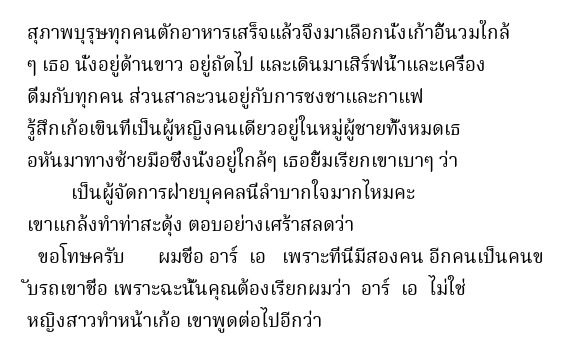 สุภาพบุรุษทุกคนตักอาหารเสร็จแล้วจึงมาเลือกนั่งเก้าอี้นวมใกล้
ๆ เธอ นั่งอยู่ด้านขาว อยู่ถัดไป และเดินมาเสิร์ฟน้ำและเครื่อง
ดื่มกับทุกคน ส่วนสาละวนอยู่กับการชงชาและกาแฟ
รู้สึกเก้อเขินที่เป็นผู้หญิงคนเดียวอยู่ในหมู่ผู้ชายทั้งหมดเธ
อหันมาทางซ้ายมือซึ่งนั่งอยู่ใกล้ๆ เธอยิ้มเรียกเขาเบาๆ ว่า
เป็นผู้จัดการฝ่ายบุคคลนี่ลำบากใจมากไหมคะ
เขาแกล้งทำท่าสะดุ้ง ตอบอย่างเศร้าสลดว่า
ขอโทษครับ ผมชื่อ อาร์ เอ เพราะที่นี่มีสองคน อีกคนเป็นคนข
ับรถเขาชื่อ เพราะฉะนั้นคุณต้องเรียกผมว่า อาร์ เอ ไม่ใช่
หญิงสาวทำหน้าเก้อ เขาพูดต่อไปอีกว่า